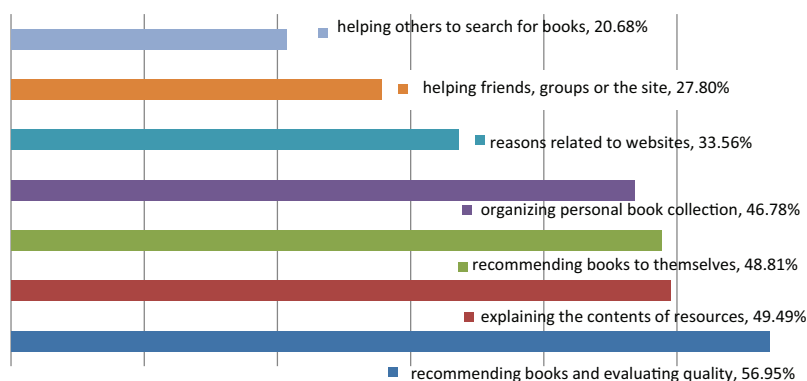 helping others to search for books, 20.68%
helping friends, groups or the site, 27.80%
reasons related to websites, 33.56%
organizing personal book collection, 46.78%
recommending books to themselves, 48.81%
explaining the contents of resources, 49.49%
recommending books and evaluating quality, 56.95%